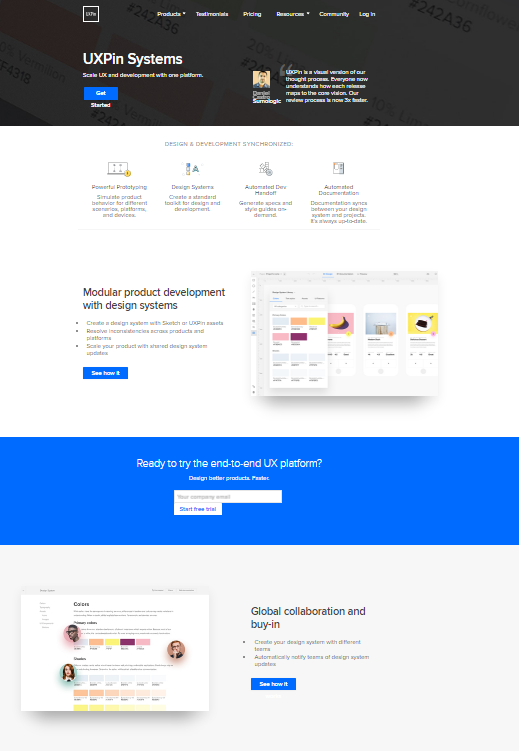 #242A36
#242A36
20%
10%
FF4318
#242A36
UXPin
Products
Testimonials
Pricing
Resources
Community
Log in
UXPin Systems
Scale UX and development with one platform.
Get
Started
Daniel
Castro
Sumologic
UXPin is a visual version of our
thought process. Everyone now
understands how each release
maps to the core vision. Our
review process is now 3x faster.
DESIGN & DEVELOPMENT SYNCHRONIZED:
Powerful Prototyping
Simulate product
behavior for different
scenarios, platforms,
and devices.
Design Systems
Create a standard
toolkit for design and
development.
Automated Dev
Handoff
Generate specs and
style guides on-
demand.
Automated
Documentation
Documentation syncs
between your design
system and projects.
It's always up-to-date.
Modular product development
with design systems
Create a design system with Sketch or UXPin assets
Resolve inconsistencies across products and
platforms
Scale your product with shared design system
updates
See how it
Ready to try the end-to-end UX platform?
Design better products. Faster.
Your company email
Start free trial
Colors
Primary colors
Shades
Global collaboration and
buy-in
Create your design system with different
teams
Automatically notify teams of design system
updates
See how it